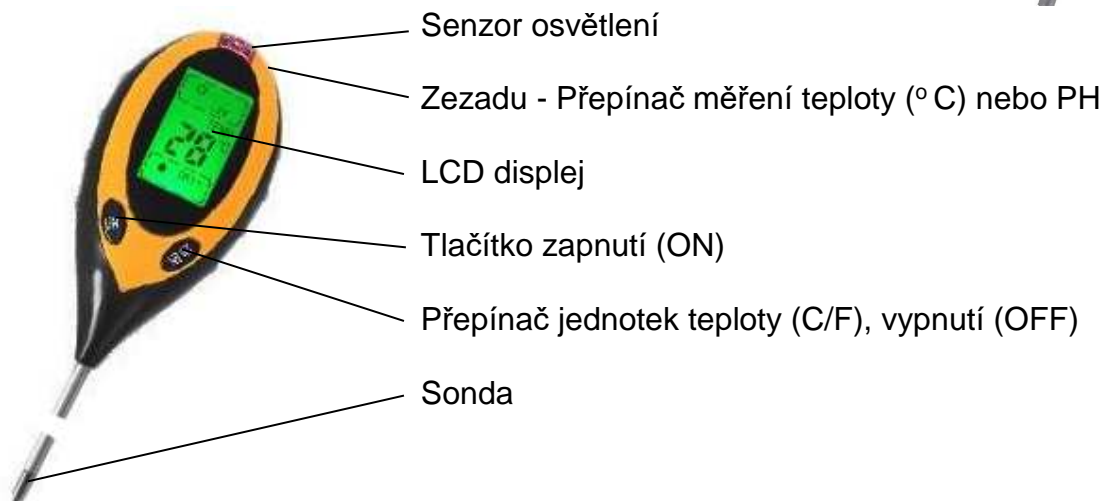 Senzor osvětlení
Zezadu - Přepínač měření teploty (° C) nebo PH
LCD displej
28
Tlačítko zapnutí (ON)
Přepínač jednotek teploty (C/F), vypnutí (OFF)
Sonda